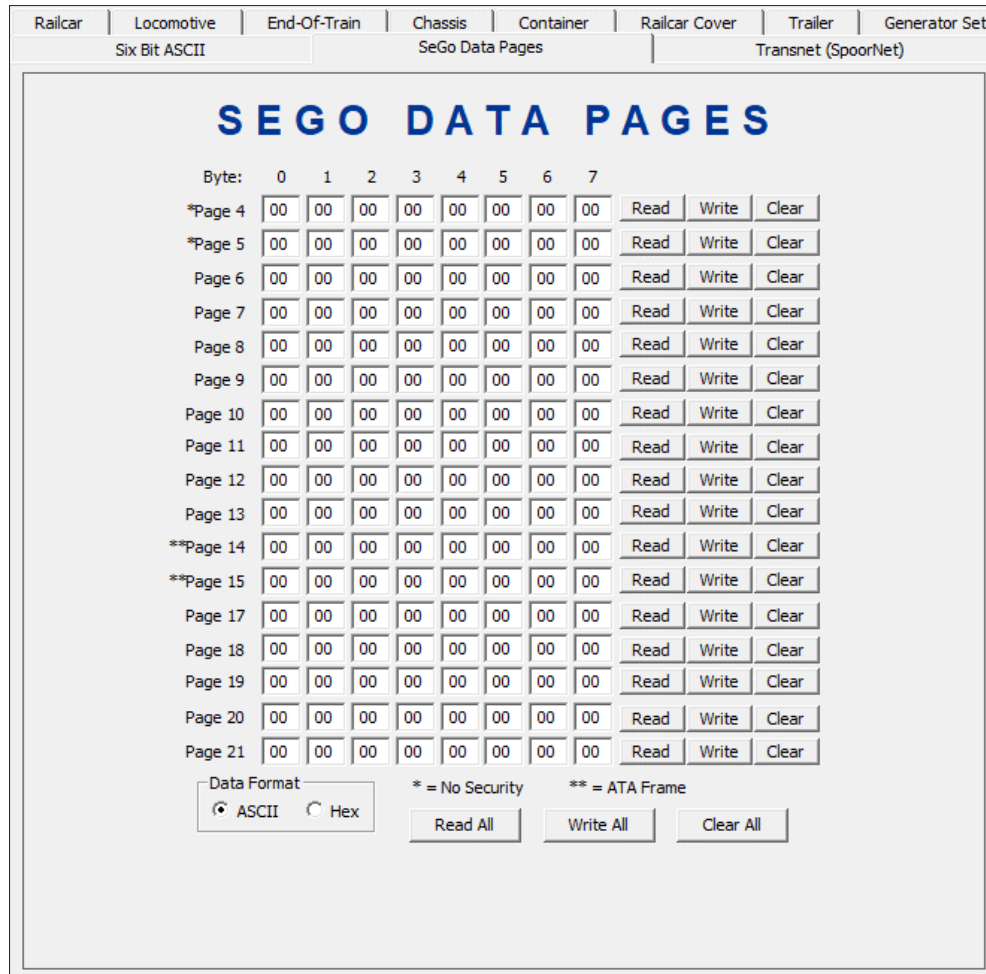 Railcar Locomotive End-Of-Train Chassis Container Railcar Cover Trailer Generator Set
Six Bit ASCII SeGo Data Pages Transnet (SpoorNet)
SEGO DATA PAGES
Byte: 0 1 2 3 4 5 6 7
*Page 4 00 00 00 00 00 00 00 00 Read Write Clear
*Page 5 00 00 00 00 00 00 00 00 Read Write Clear
Page 6 00 00 00 00 00 00 00 00 Read Write Clear
Page 7 00 00 00 00 00 00 00 00 Read Write Clear
Page 8 00 00 00 00 00 00 00 00 Read Write Clear
Page 9 00 00 00 00 00 00 00 00 Read Write Clear
Page 10 00 00 00 00 00 00 00 00 Read Write Clear
Page 11 00 00 00 00 00 00 00 00 Read Write Clear
Page 12 00 00 00 00 00 00 00 00 Read Write Clear
Page 13 00 00 00 00 00 00 00 00 Read Write Clear
**Page 14 00 00 00 00 00 00 00 00 Read Write Clear
**Page 15 00 00 00 00 00 00 00 00 Read Write Clear
Page 17 00 00 00 00 00 00 00 00 Read Write Clear
Page 18 00 00 00 00 00 00 00 00 Read Write Clear
Page 19 00 00 00 00 00 00 00 00 Read Write Clear
Page 20 00 00 00 00 00 00 00 00 Read Write Clear
Page 21 00 00 00 00 00 00 00 00 Read Write Clear
Data Format * = No Security ** = ATA Frame
ASCII Hex Read All Write All Clear All